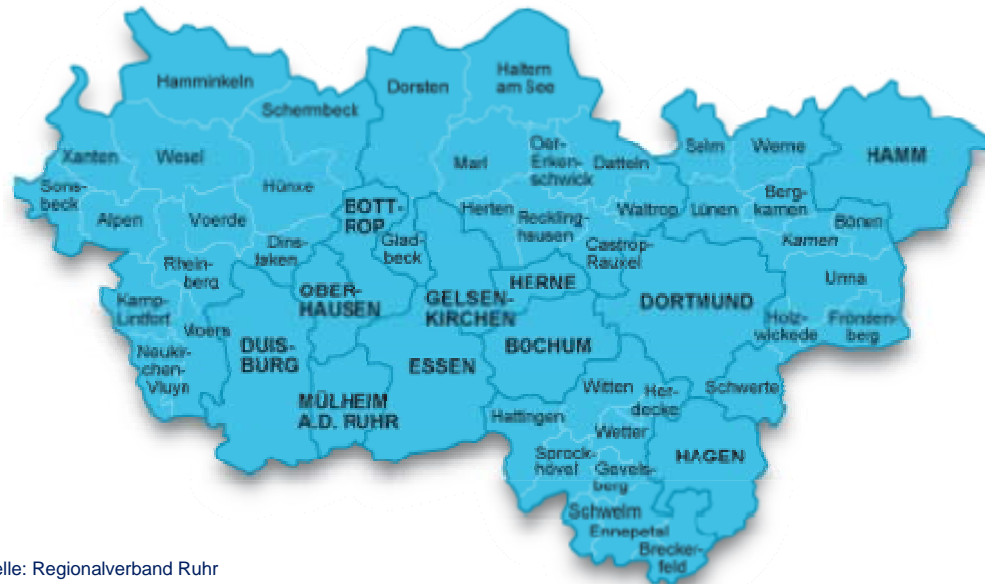 Hamminkeln
Dorsten
Haltern
am See
Schermbeck
Xanten
Wesel
Marl
Oer-
Erken-
schwick
Datteln
Selm
Werne
HAMM
Sons-
beck
Hünxe
Alpen
Voerde
BOTT-
ROP
Herten
Reckling-
hausen
Waltrop
Lünen
Berg-
kamen
Bönen
Kamen
Dins-
laken
Glad-
beck
Castrop-
Rauxel
Rhein-
berg
OBER-
HAUSEN
GELSEN-
KIRCHEN
HERNE
DORTMUND
Unna
Kamp-
Lintfort
Moers
Holz-
wickede
Fründen-
berg
Neukir-
chen-
Vluyn
DUIS-
BURG
ESSEN
BOCHUM
Witten
Her-
decke
Schwerte
MÜLHEIM
A.D. RUHR
Hattingen
Wetter
Sprock-
hövel
Gevels-
berg
HAGEN
Schwelm
Ennepetal
Brecker-
feld
elle: Regionalverband Ruhr